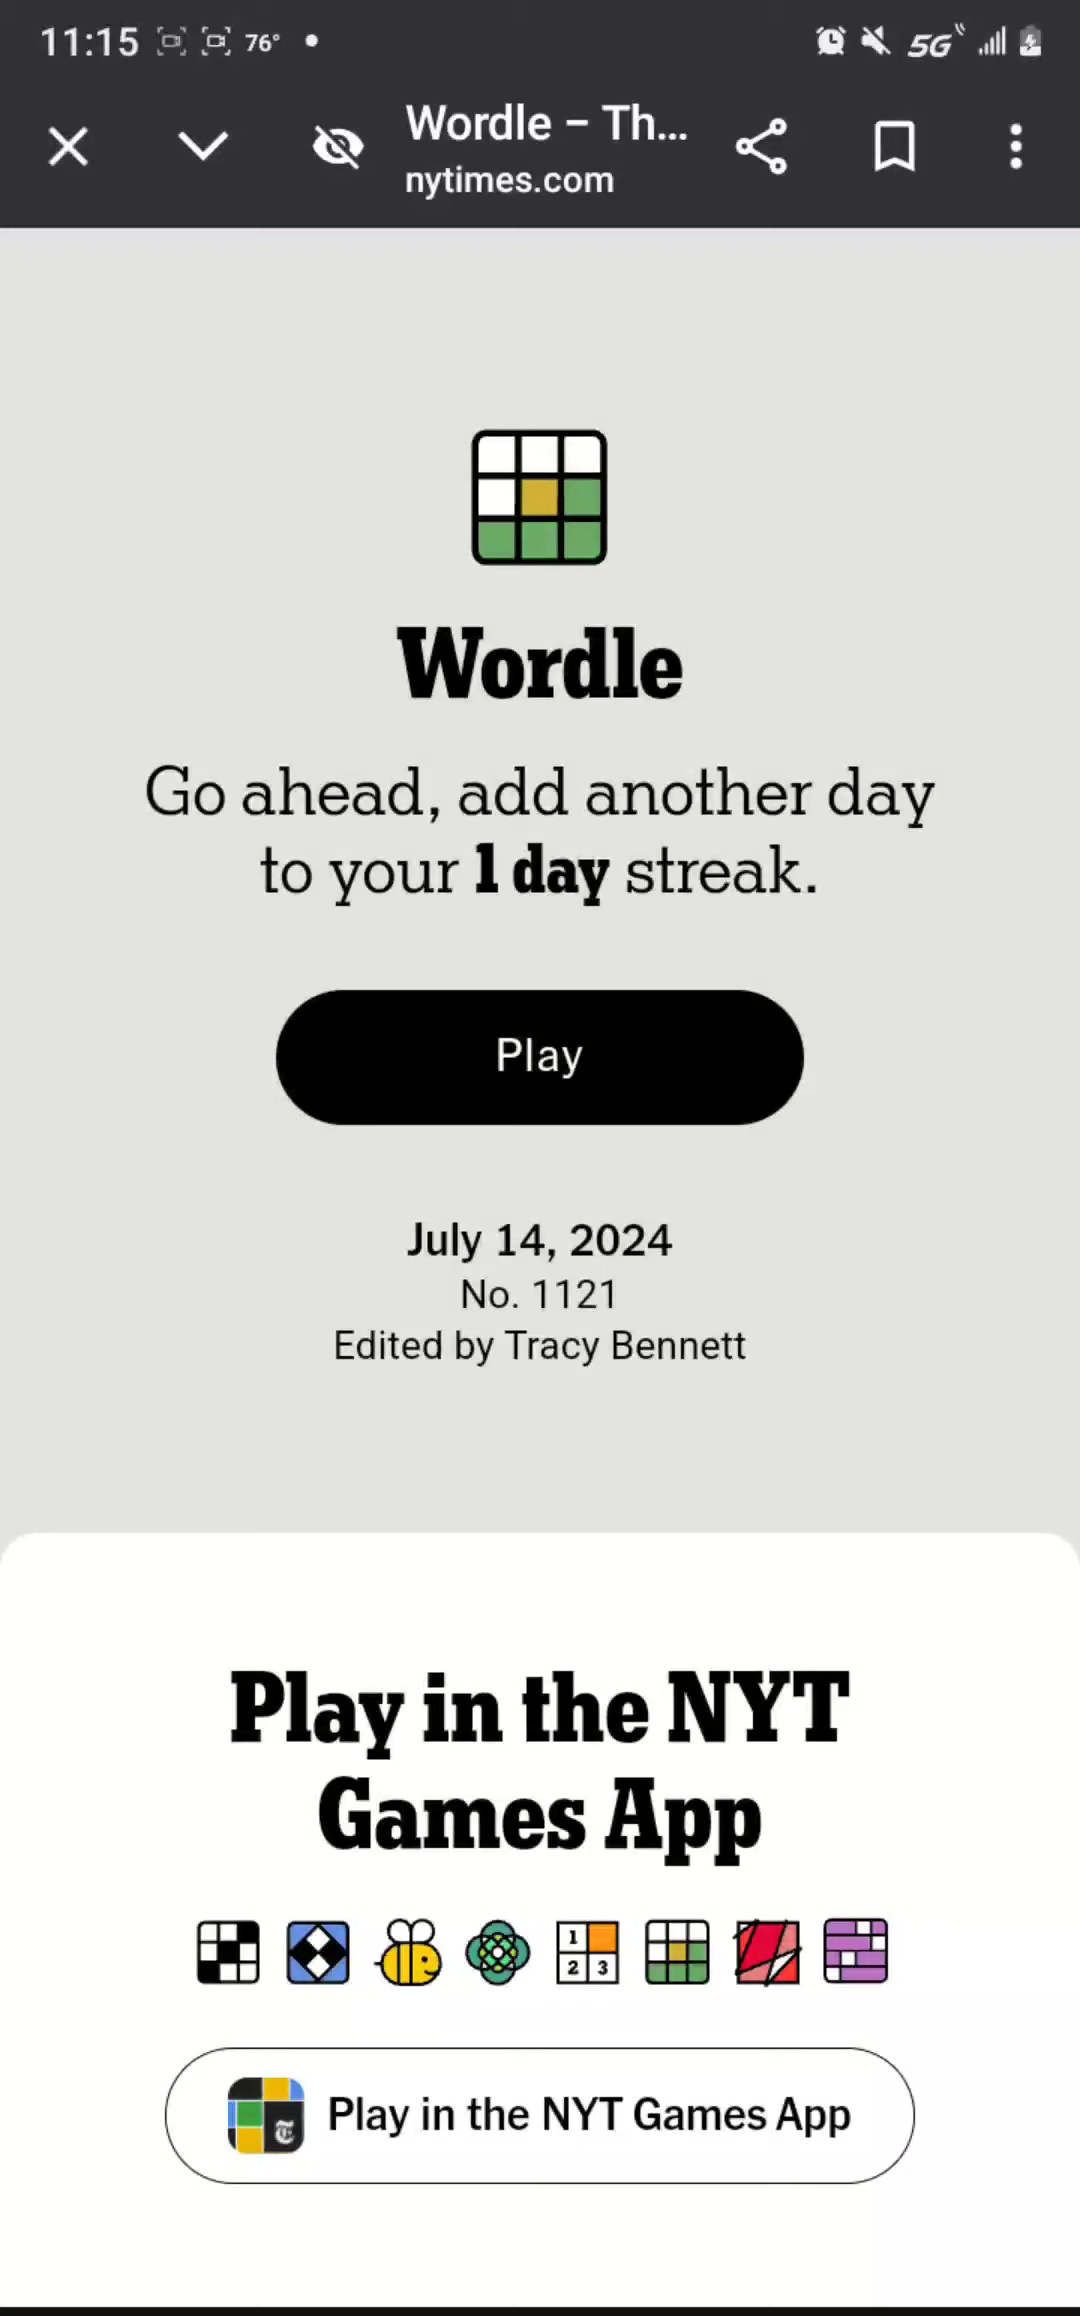 11:15 76°
5G
Wordle – Th...
nytimes.com
Wordle
Go ahead, add another day
to your 1 day streak.
Play
July 14, 2024
No. 1121
Edited by Tracy Bennett
Play in the NYT
Games App
1
2 3
T Play in the NYT Games App